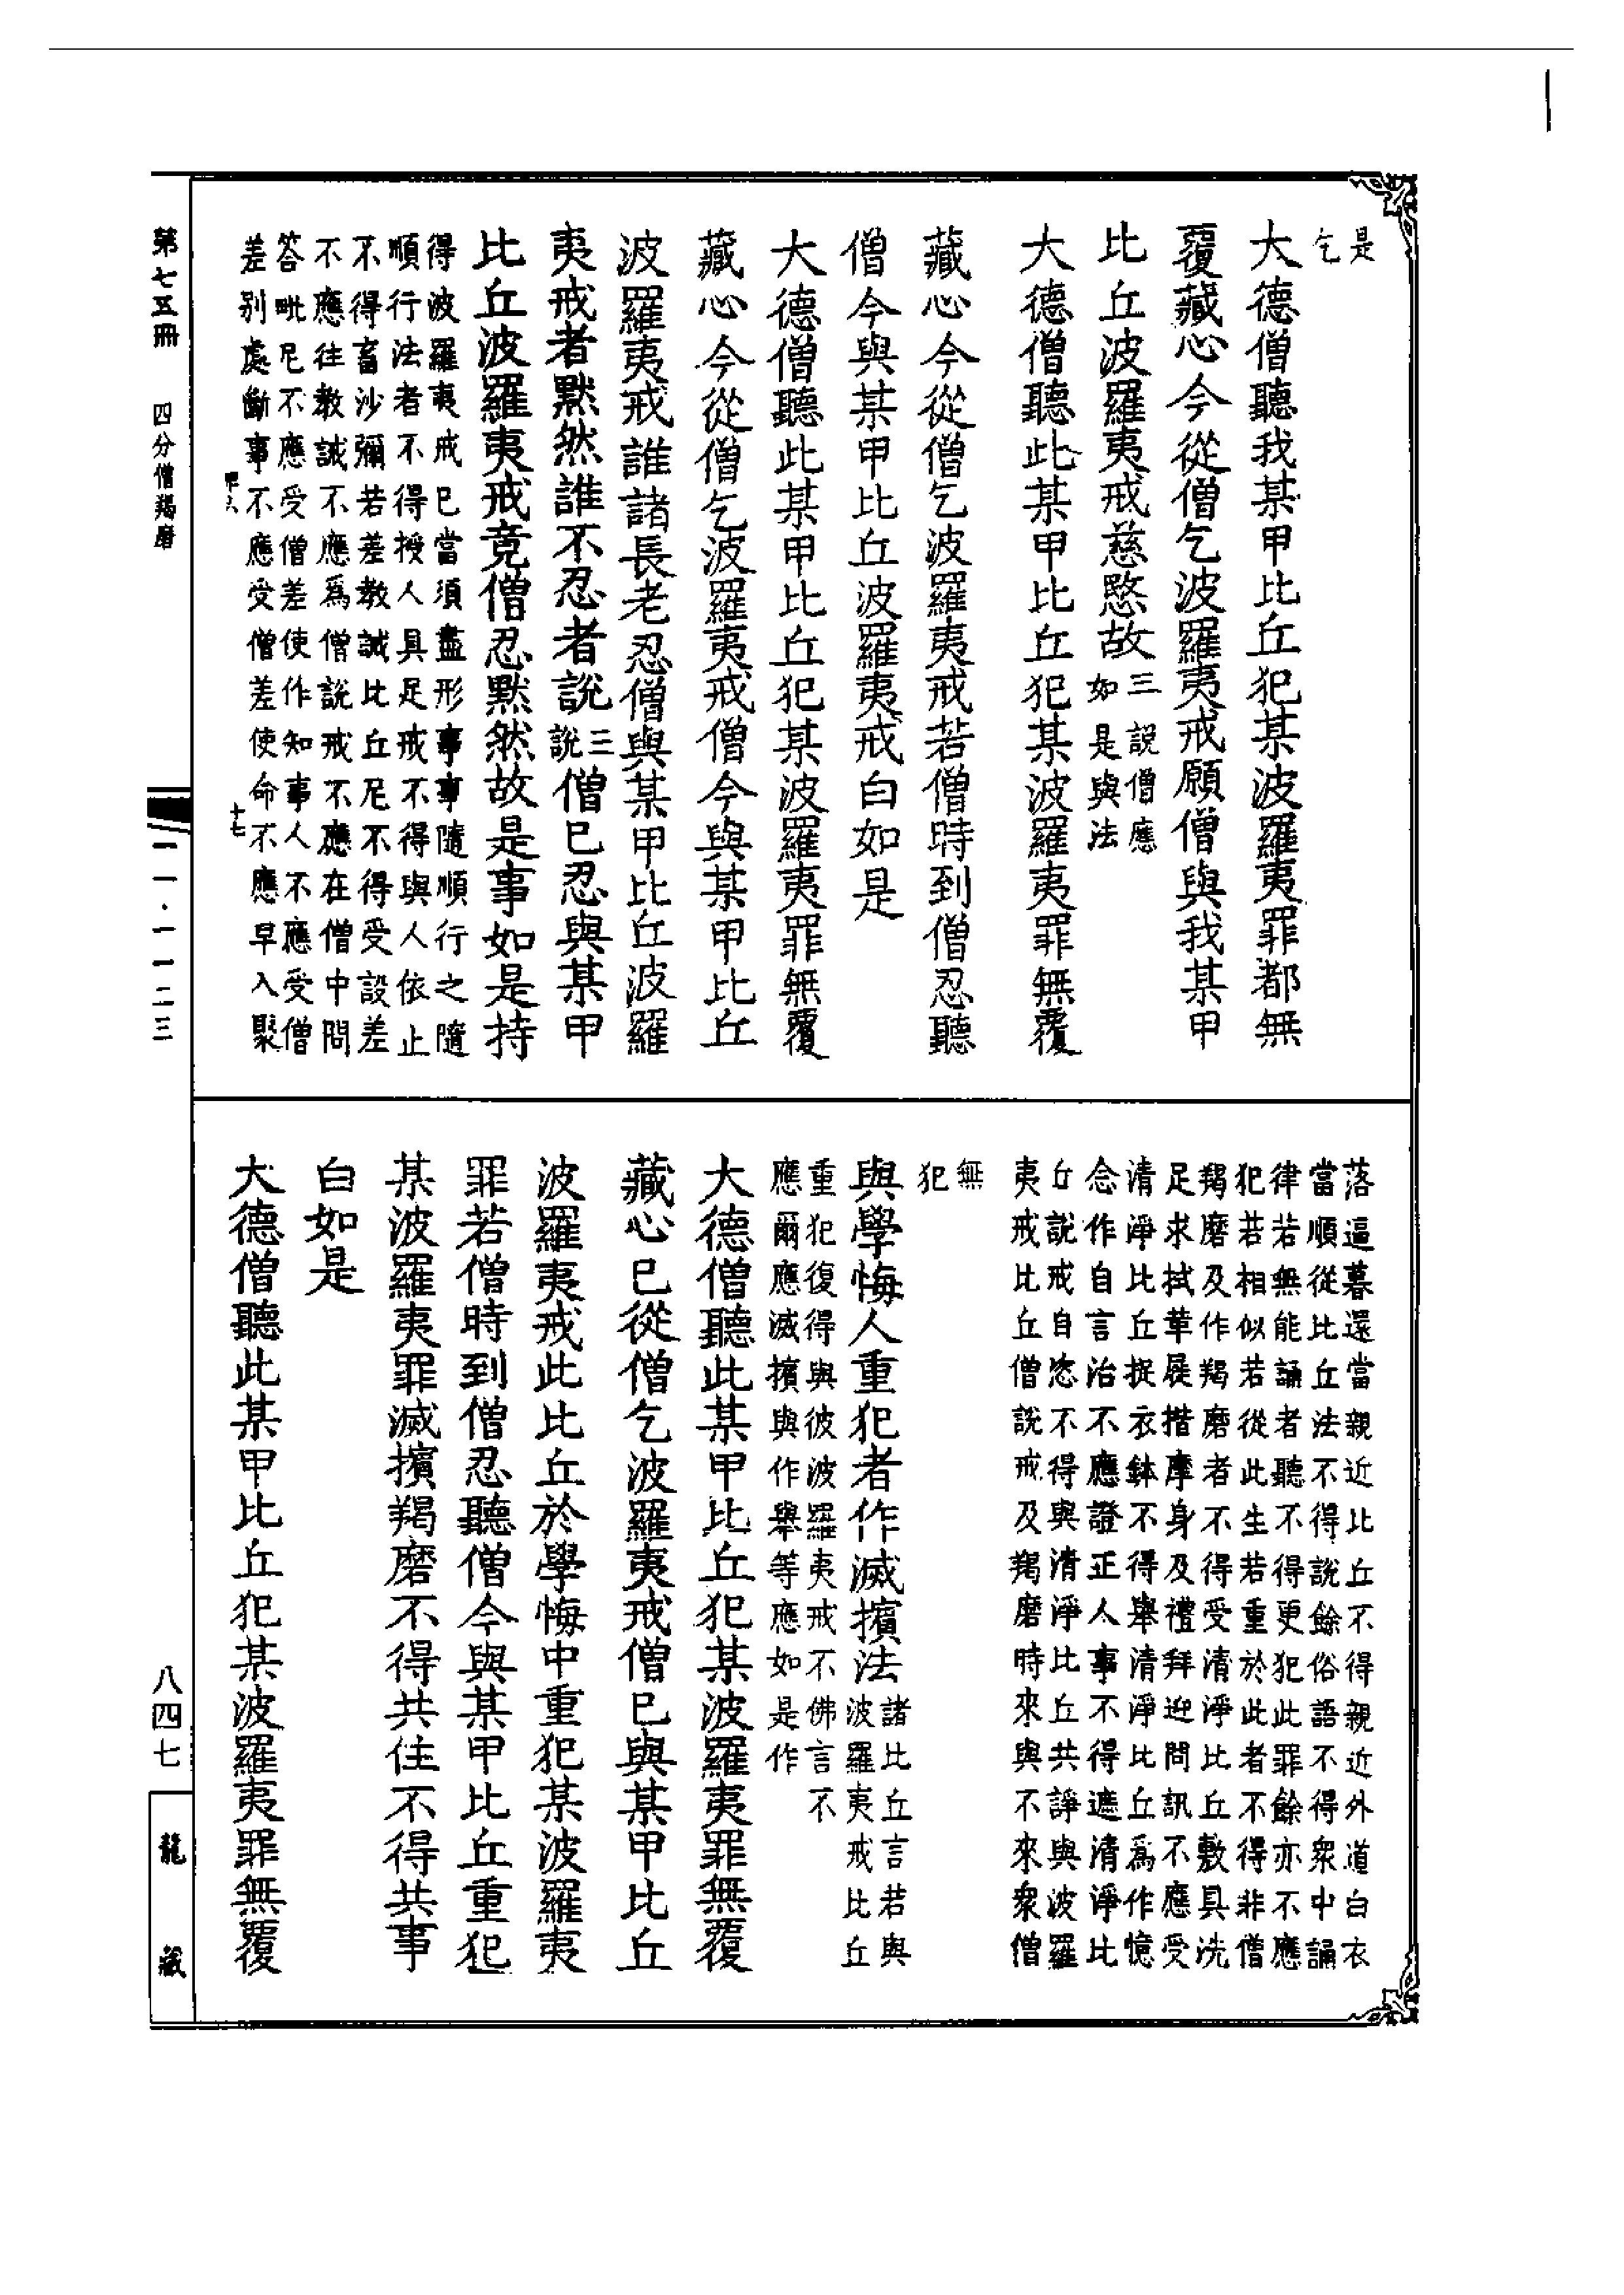 是
乞
大德僧聽我某甲比丘犯某波羅夷罪都無
覆藏心今從僧乞波羅夷戒願僧與我某甲
比丘波羅夷戒慈愍故三說僧應
如是與法
大德僧聽此某甲比丘犯某波羅夷罪無覆
藏心今從僧乞波羅夷戒若僧時到僧忍聽
僧今與某甲比丘波羅夷戒白如是
大德僧聽此某甲比丘犯某波羅夷罪無覆
藏心今從僧乞波羅夷戒僧今與某甲比丘
波羅夷戒誰諸長老忍僧與某甲比丘波羅
夷戒者默然誰不忍者說三說僧已忍與某甲
比丘波羅夷戒竟僧忍默然故是事如是持
得波羅夷戒已當須盡形事事隨順行之隨
順行法者不得授人具足戒不得與人依止
不得畜沙彌若差教誡比丘尼不得受設差
不應往教誡不應為僧說戒不應在僧中問
答毗尼不應受僧差使作知事人不應受僧
差別處斷事不應受僧差使命不應早入聚
落逼暮還當親近比丘不得親近外道白衣
當順從比丘法不得說餘俗語不得衆中誦
律若無能誦者聽不得更犯此罪餘亦不應
犯若相似若從此生若重於此者不得非僧
羯磨及作羯磨者不得受清淨比丘敷具洗
足求拭革屣揩摩身及禮拜迎問訊不應受
清淨比丘捉衣鉢不得舉清淨比丘為作憶
念作自言治不應證正人事不得遮清淨比
丘說戒自恣不得與清淨比丘共諍與波羅
夷戒比丘僧說戒及羯磨時來與不來衆僧
無
犯
與學悔人重犯者作滅擯法諸比丘言若與
波羅夷戒比丘
重犯復得與彼波羅夷戒不佛言不
應爾應滅擯與作舉等應如是作
大德僧聽此某甲比丘犯某波羅夷罪無覆
藏心已從僧乞波羅夷戒僧已與某甲比丘
波羅夷戒此比丘於學悔中重犯某波羅夷
罪若僧時到僧忍聽僧今與某甲比丘重犯
某波羅夷罪滅擯羯磨不得共住不得共事
白如是
大德僧聽此某甲比丘犯某波羅夷罪無覆
第七五冊 四分僧羯磨
十七
一一·一一二三
八四七
龍藏